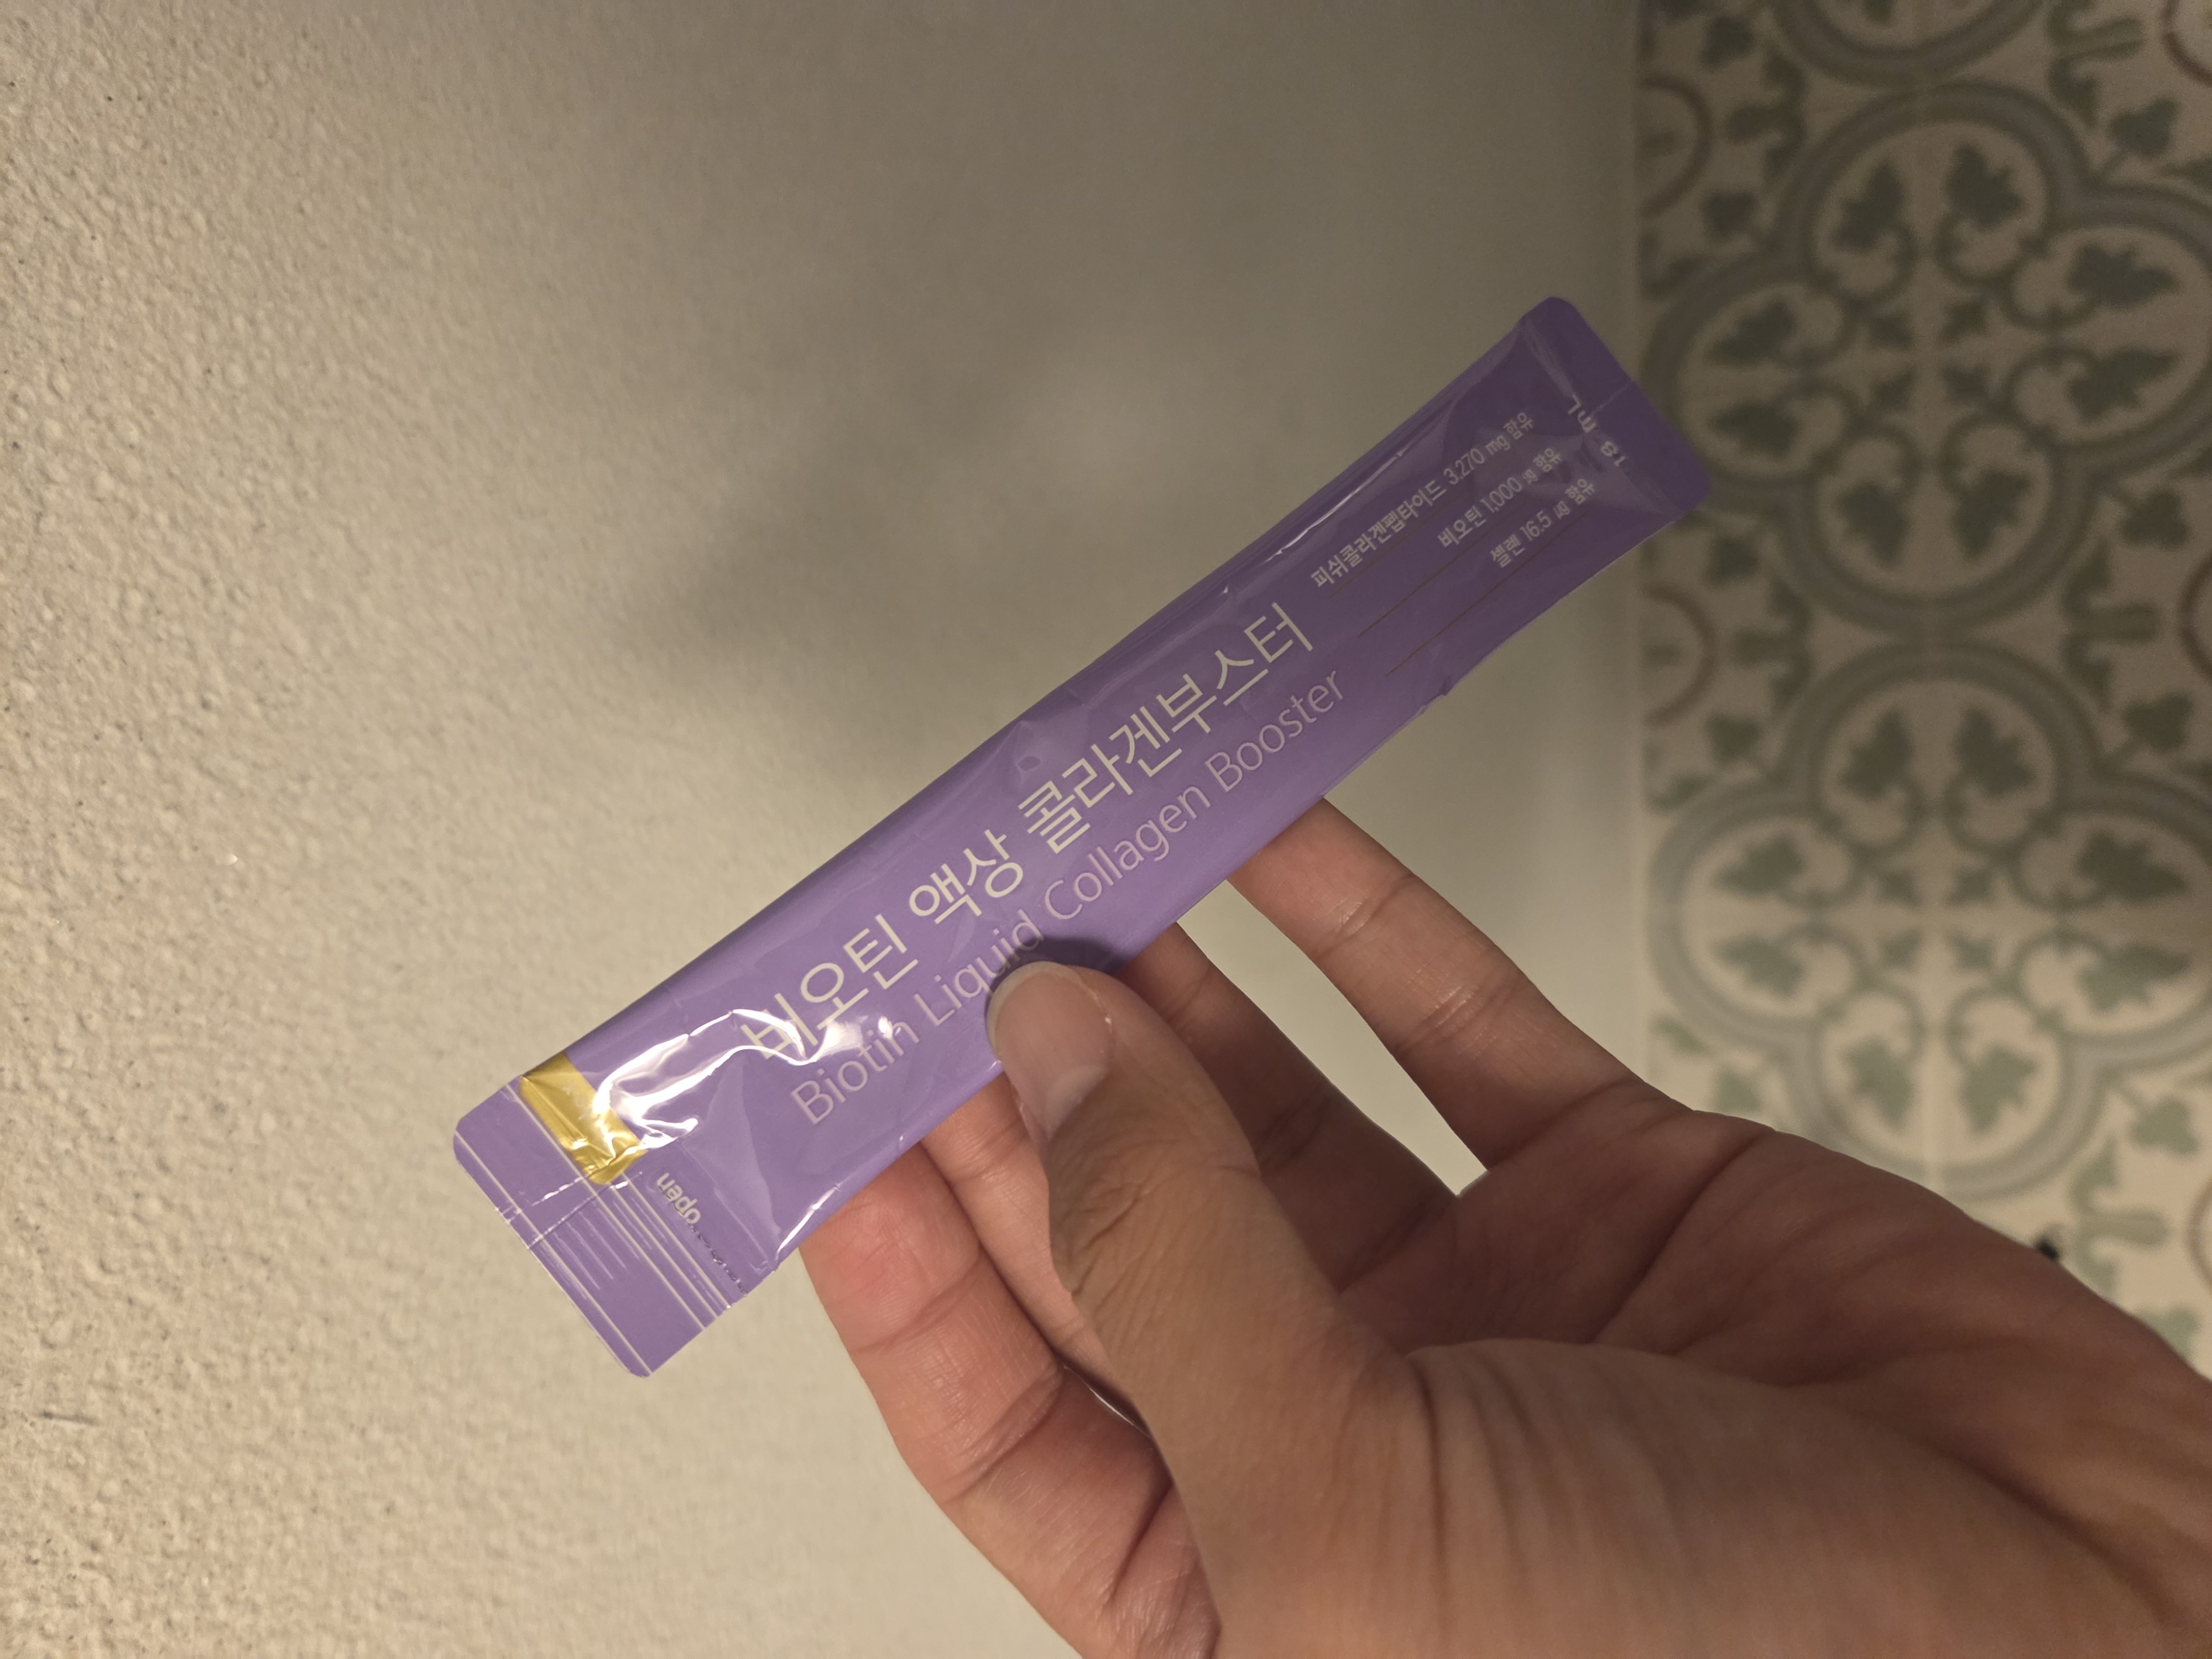 비오틴 액상 콜라겐부스터
Biotin Liquid Collagen Booster
피쉬콜라겐펩타이드 3,270 mg 함유
비오틴 1,000 ㎍ 함유
셀렌 16.5 ㎍ 함유
18 mL
open